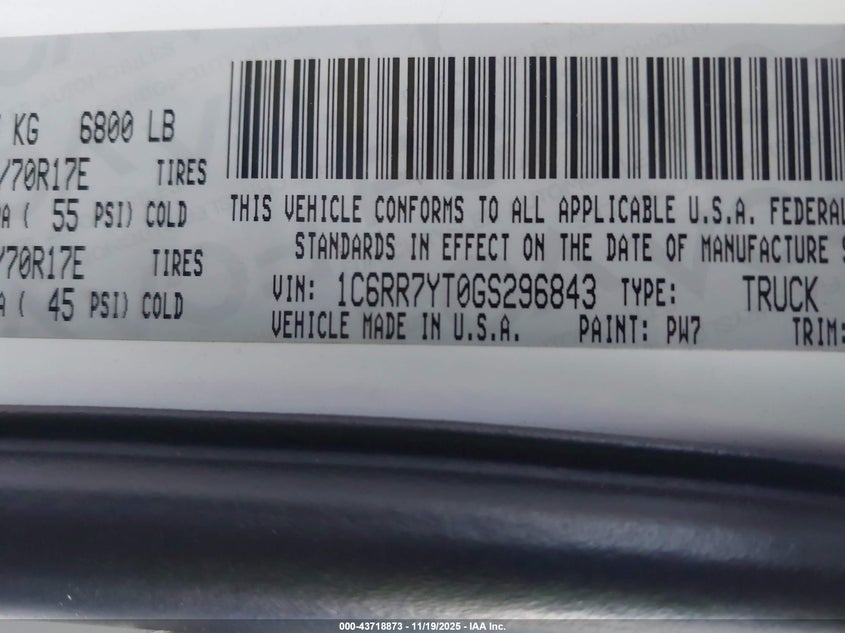 KG 6800 LB
/70R17E TIRES
A ( 55 PSI) COLD
/70R17E TIRES
A ( 45 PSI) COLD
THIS VEHICLE CONFORMS TO ALL APPLICABLE U.S.A. FEDERAL
STANDARDS IN EFFECT ON THE DATE OF MANUFACTURE
VIN: 1C6RR7YT0GS296843 TYPE: TRUCK
VEHICLE MADE IN U.S.A. PAINT: PW7 TRIM:
000-43718873 - 11/19/2025 - IAA Inc.